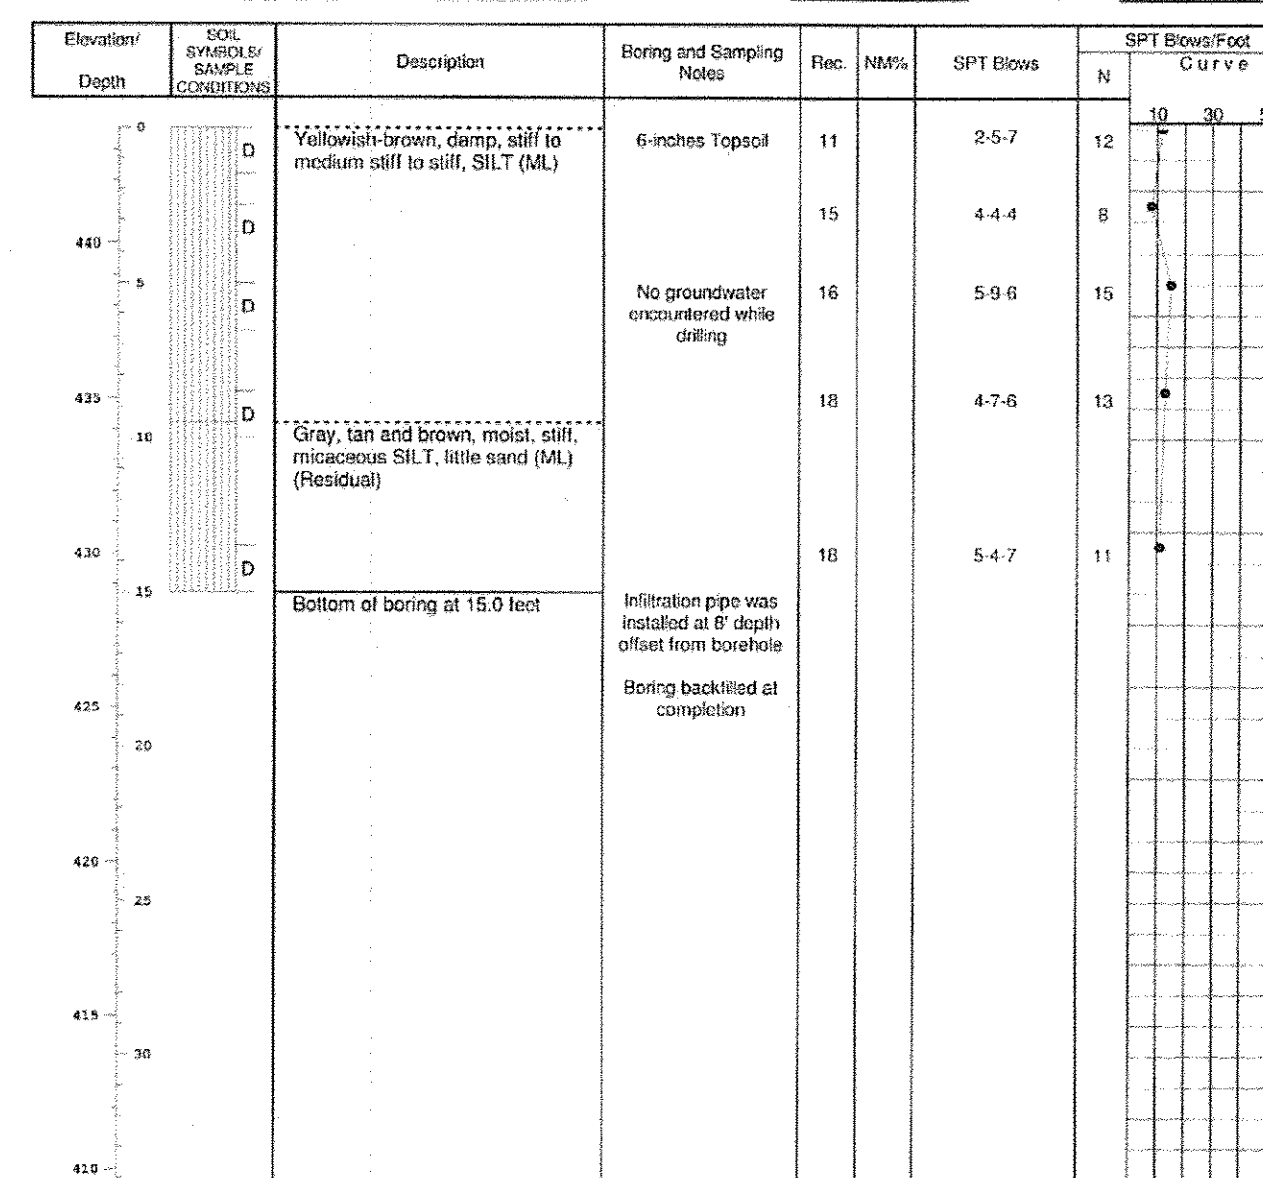 Elevation/
Depth
SOIL
SYMBOLS/
SAMPLE
CONDITIONS
Description
Boring and Sampling
Notes
Rec.
NM%
SPT Blows
SPT Blows/Foot
Curve
N
10 30
0
D
Yellowish-brown, damp, stiff to
medium stiff to stiff, SILT (ML)
6-inches Topsoil
11
2-5-7
12
D
15
4-4-4
8
440
5
D
No groundwater
encountered while
drilling
16
5-9-6
15
435
D
18
4-7-6
13
10
Gray, tan and brown, moist, stiff,
micaceous SILT, little sand (ML)
(Residual)
430
D
18
5-4-7
11
15
Bottom of boring at 15.0 feet
Infiltration pipe was
installed at 8' depth
offset from borehole
Boring backfilled at
completion
425
20
420
25
415
30
410